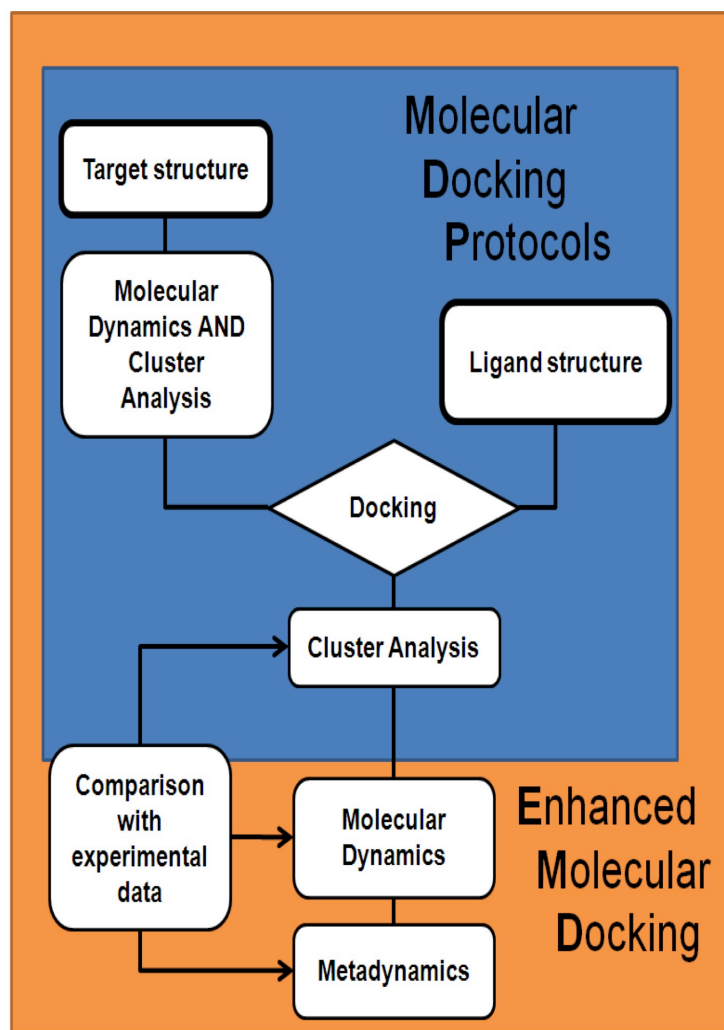 Molecular
Docking
Protocols
Target structure
Molecular
Dynamics AND
Cluster
Analysis
Ligand structure
Docking
Cluster Analysis
Comparison
with
experimental
data
Molecular
Dynamics
Metadynamics
Enhanced
Molecular
Docking